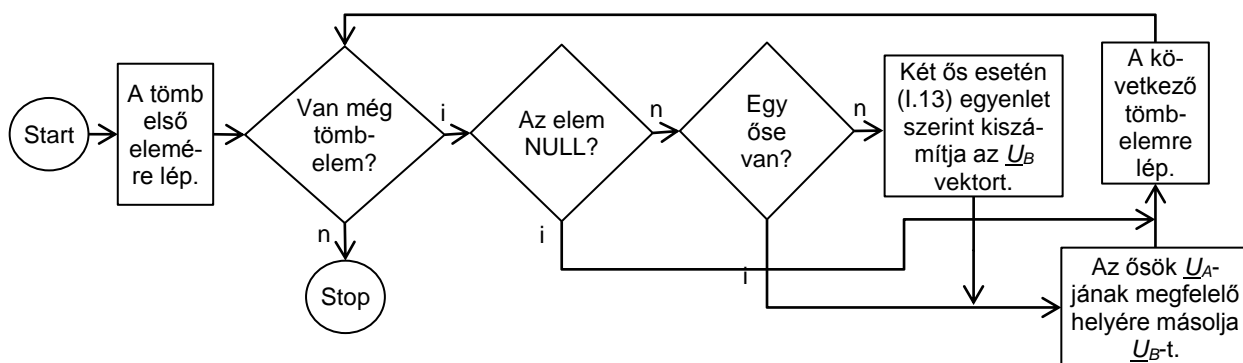 Start
A tömb
első
elemé-
re lép.
Van még
tömb-
elem?
i
n
Stop
Az elem
NULL?
n
i
Egy
őse
van?
n
i
Két ős esetén
(I.13) egyenlet
szerint kiszá-
mítja az U_B
vektort.
A kö-
vetkező
tömb-
elemre
lép.
Az ősök U_A-
jának megfelelő
helyére másolja
U_B-t.